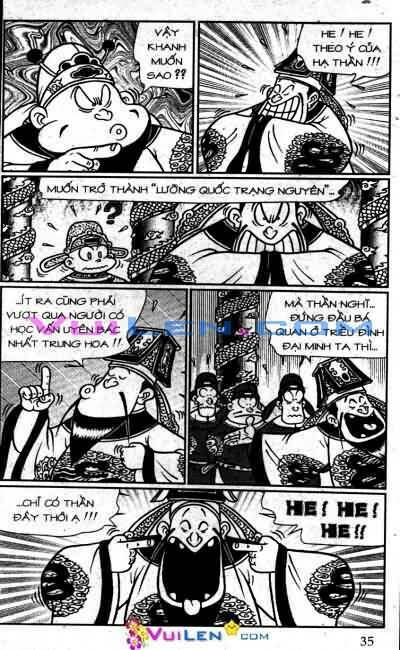 VẬY
KHANH
MUỐN
SAO ??
HE ! HE !
THEO Ý CỦA
HẠ THẦN !!!
MUỐN TRỞ THÀNH "LƯỠNG QUỐC TRẠNG NGUYÊN"...
?
...ÍT RA CŨNG PHẢI
VƯỢT QUA NGƯỜI CÓ
HỌC VẤN UYÊN BÁC
NHẤT TRUNG HOA !!
MÀ THẦN NGHĨ...
ĐỨNG ĐẦU BÁ
QUAN Ở TRIỀU ĐÌNH
ĐẠI MINH TA THÌ...
VUILEN.COM
...CHỈ CÓ THẦN
ĐÂY THÔI Ạ !!!
HE! HE!
HE!!
35
VUILEN.COM